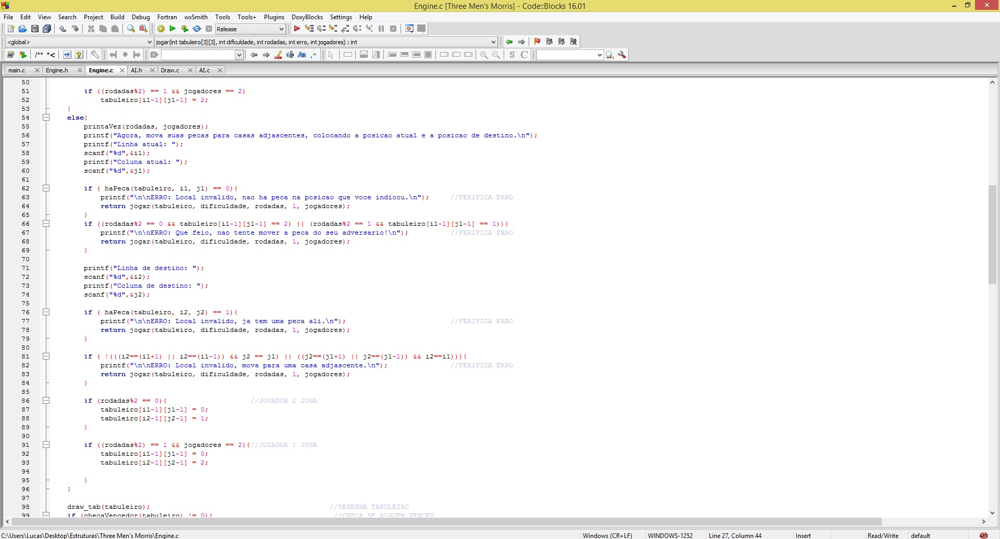 Engine.c [Three Men's Morris] - Code::Blocks 16.01
File Edit View Search Project Build Debug Fortran wxSmith Tools Tools+ Plugins DoxyBlocks Settings Help
Release
<global> jogar(int tabuleiro[3][3], int dificuldade, int rodadas, int erro, int jogadores) : int
/** *< Aa .* S C
main.c Engine.h Engine.c AI.h Draw.c AI.c
50
51 if ((rodadas%2) == 1 && jogadores == 2)
52 tabuleiro[i1-1][j1-1] = 2;
53 }
54 else{
55 printaVez(rodadas, jogadores);
56 printf("Agora, mova suas pecas para casas adjascentes, colocando a posicao atual e a posicao de destino.\n");
57 printf("Linha atual: ");
58 scanf("%d",&i1);
59 printf("Coluna atual: ");
60 scanf("%d",&j1);
61
62 if ( haPeca(tabuleiro, i1, j1) == 0){
63 printf("\n\nERRO: Local invalido, nao ha peca na posicao que voce indicou.\n"); //FERIFICA ERRO
64 return jogar(tabuleiro, dificuldade, rodadas, 1, jogadores);
65 }
66 if ((rodadas%2 == 0 && tabuleiro[i1-1][j1-1] == 2) || (rodadas%2 == 1 && tabuleiro[i1-1][j1-1] == 1)){
67 printf("\n\nERRO: Que feio, nao tente mover a peca do seu adversario!\n"); //FERIFICA ERRO
68 return jogar(tabuleiro, dificuldade, rodadas, 1, jogadores);
69 }
70
71 printf("Linha de destino: ");
72 scanf("%d",&i2);
73 printf("Coluna de destino: ");
74 scanf("%d",&j2);
75
76 if ( haPeca(tabuleiro, i2, j2) == 1){
77 printf("\n\nERRO: Local invalido, ja tem uma peca ali.\n"); //FERIFICA ERRO
78 return jogar(tabuleiro, dificuldade, rodadas, 1, jogadores);
79 }
80
81 if ( !(((i2==(i1+1) || i2==(i1-1)) && j2 == j1) || ((j2==(j1+1) || j2==(j1-1)) && i2==i1))){
82 printf("\n\nERRO: Local invalido, mova para uma casa adjascente.\n"); //FERIFICA ERRO
83 return jogar(tabuleiro, dificuldade, rodadas, 1, jogadores);
84 }
85
86 if (rodadas%2 == 0){ //JOGADOR 2 JOGA
87 tabuleiro[i1-1][j1-1] = 0;
88 tabuleiro[i2-1][j2-1] = 1;
89 }
90
91 if ((rodadas%2) == 1 && jogadores == 2){//JOGADOR 1 JOGA
92 tabuleiro[i1-1][j1-1] = 0;
93 tabuleiro[i2-1][j2-1] = 2;
94
95 }
96 }
97
98 draw_tab(tabuleiro); //DESENHA TABULEIRO
99 if (checaVencedor(tabuleiro) != 0){ //CHECA SE ALGUEM VENCEU
C:\Users\Lucas\Desktop\Estruturas\Three Men's Morris\Engine.c Windows (CR+LF) WINDOWS-1252 Line 27, Column 44 Insert Read/Write default